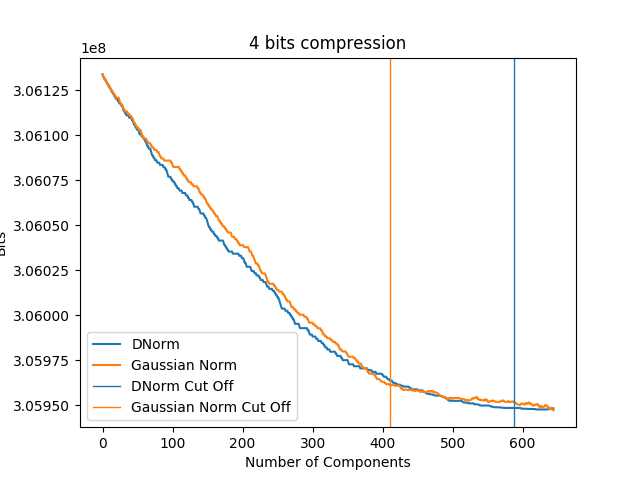 4 bits compression
1e8
3.06125
3.06100
3.06075
3.06050
3.06025
3.06000
3.05975
3.05950
Bits
DNorm
Gaussian Norm
DNorm Cut Off
Gaussian Norm Cut Off
0 100 200 300 400 500 600
Number of Components